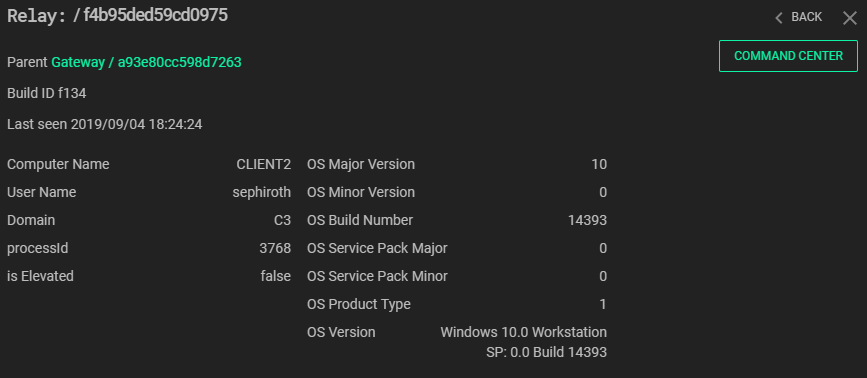 Relay: / f4b95ded59cd0975
BACK
COMMAND CENTER
Parent Gateway / a93e80cc598d7263
Build ID f134
Last seen 2019/09/04 18:24:24
Computer Name CLIENT2 OS Major Version 10
User Name sephiroth OS Minor Version 0
Domain C3 OS Build Number 14393
processId 3768 OS Service Pack Major 0
is Elevated false OS Service Pack Minor 0
OS Product Type 1
OS Version Windows 10.0 Workstation
SP: 0.0 Build 14393